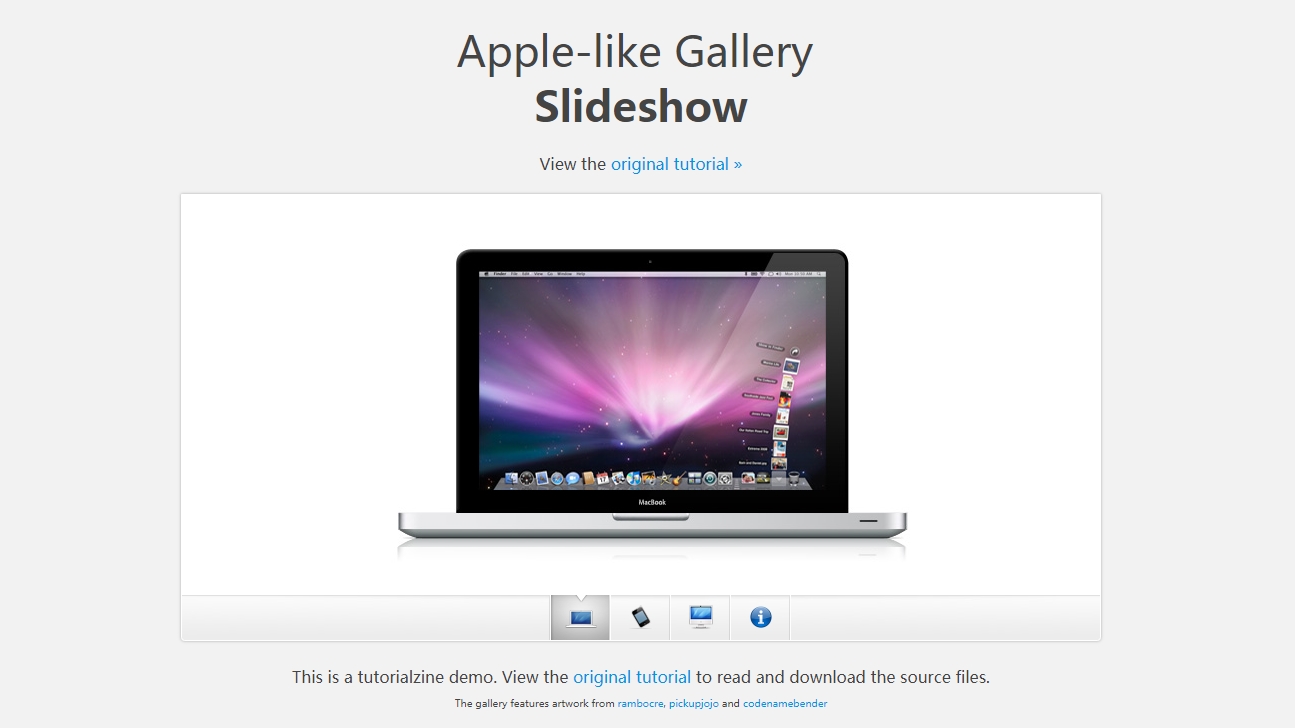 Apple-like Gallery
Slideshow
View the original tutorial »
Finder File Edit View Go Window Help
MacBook
This is a tutorialzine demo. View the original tutorial to read and download the source files.
The gallery features artwork from rambocre, pickupjojo and codenamebender